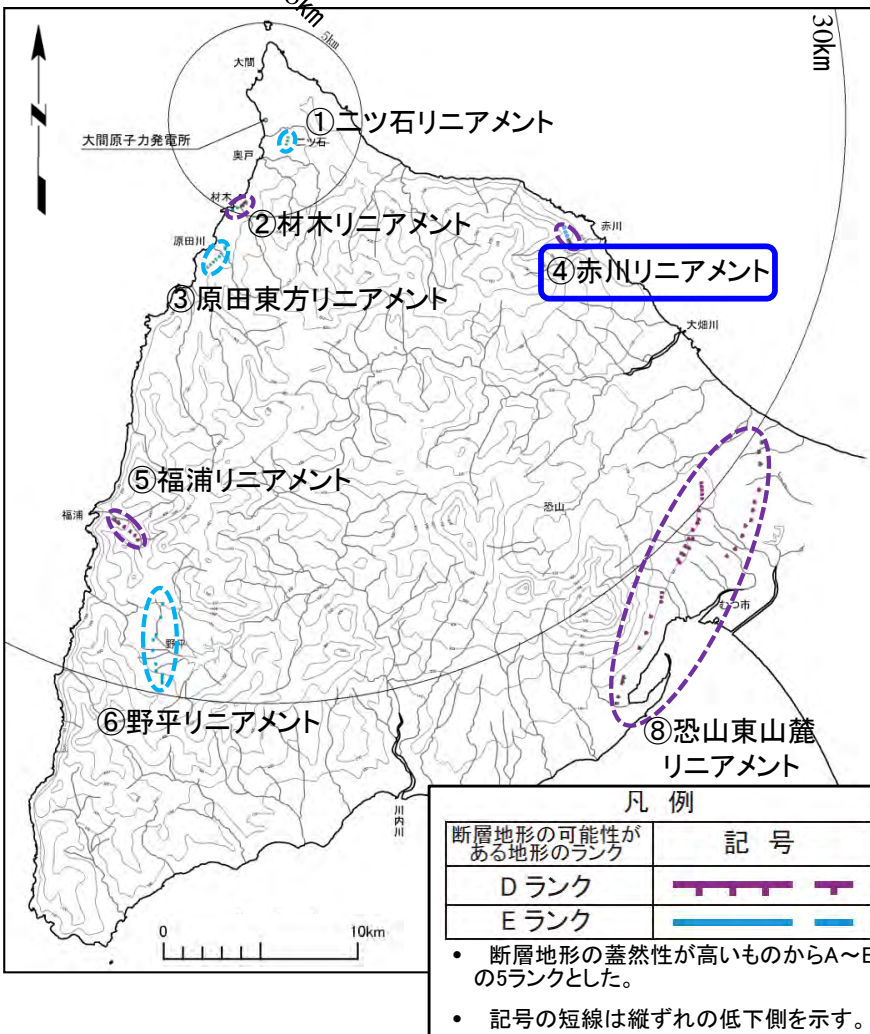 5km
30km
N
大間
大間原子力発電所
①二ツ石リニアメント
二ツ石
奥戸
材木
②材木リニアメント
原田川
③原田東方リニアメント
赤川
④赤川リニアメント
大畑川
⑤福浦リニアメント
福浦
恐山
むつ市
野平
⑥野平リニアメント
⑧恐山東山麓
リニアメント
川内川
0 10km
凡 例
断層地形の可能性が
ある地形のランク
記 号
D ランク
E ランク
• 断層地形の蓋然性が高いものからA～E
の5ランクとした。
• 記号の短線は縦ずれの低下側を示す。